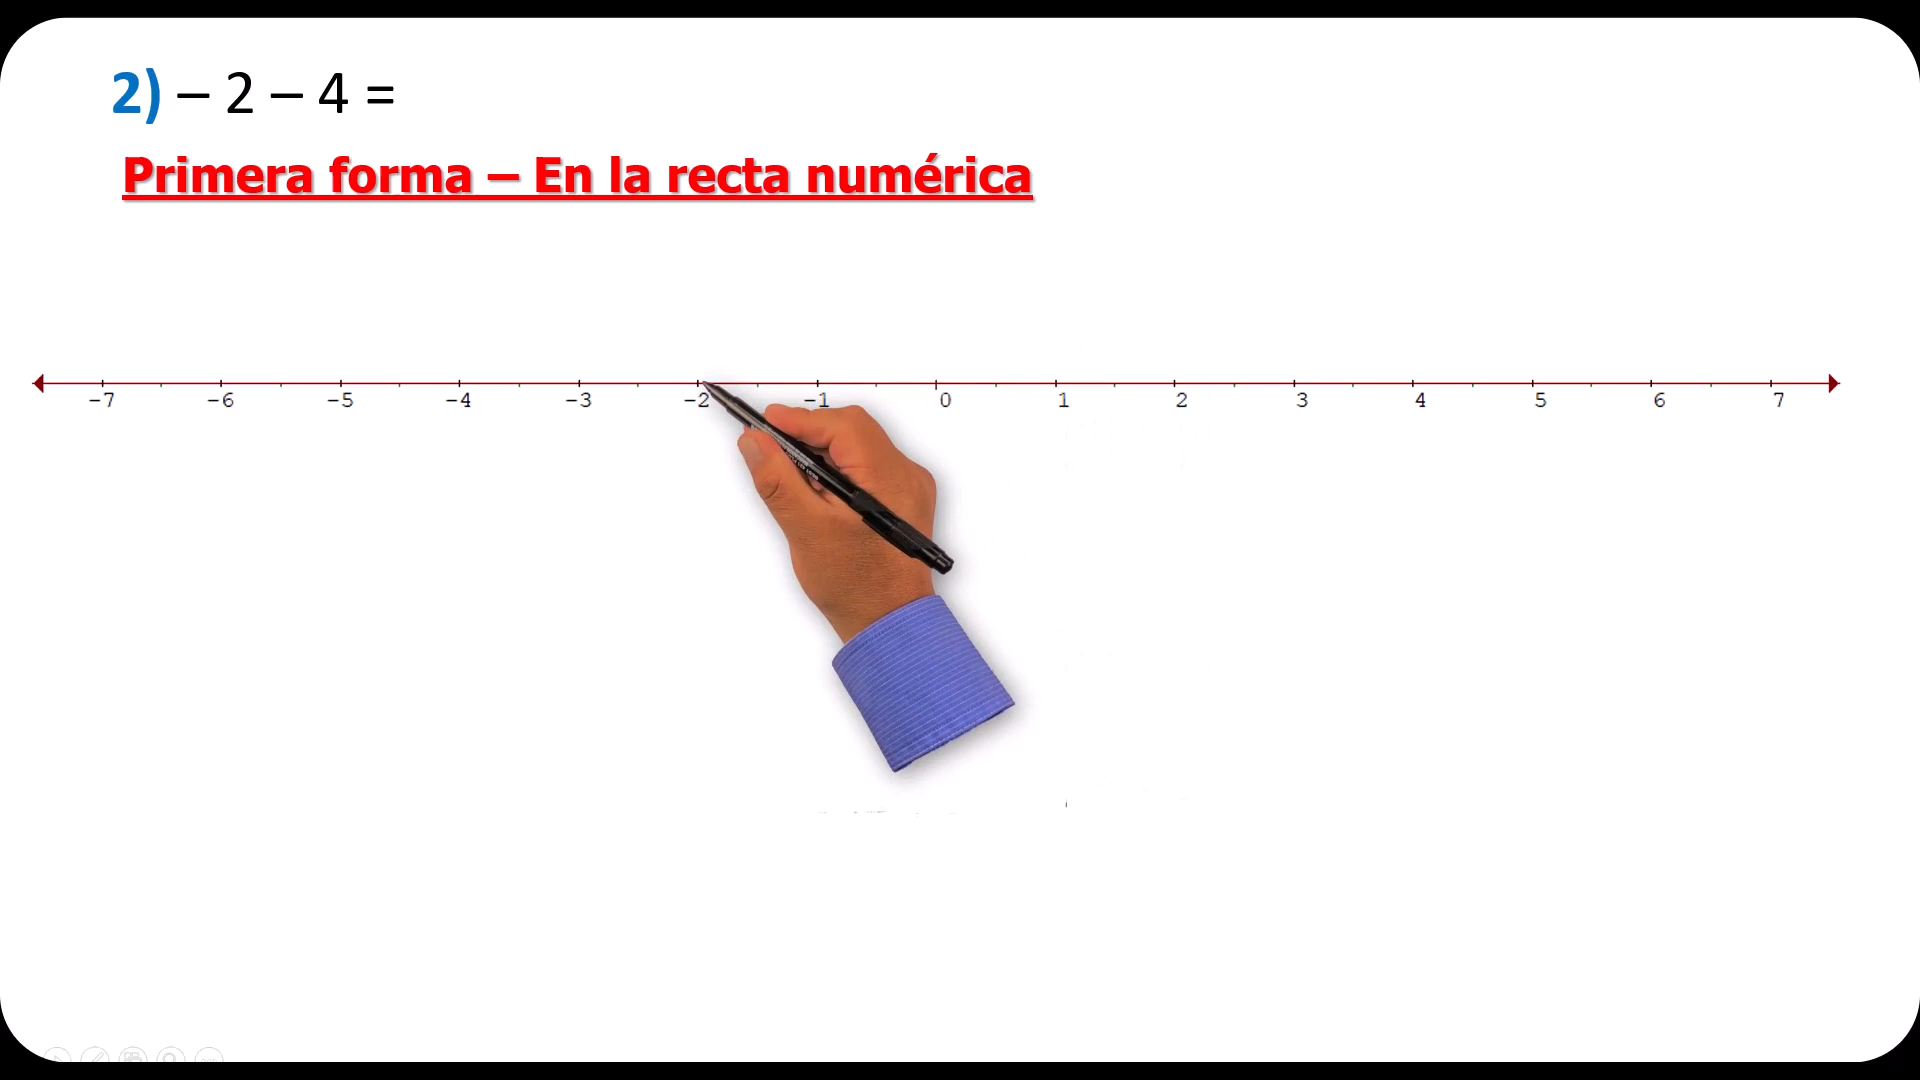 2) – 2 – 4 =
Primera forma – En la recta numérica
-7 -6 -5 -4 -3 -2 -1 0 1 2 3 4 5 6 7